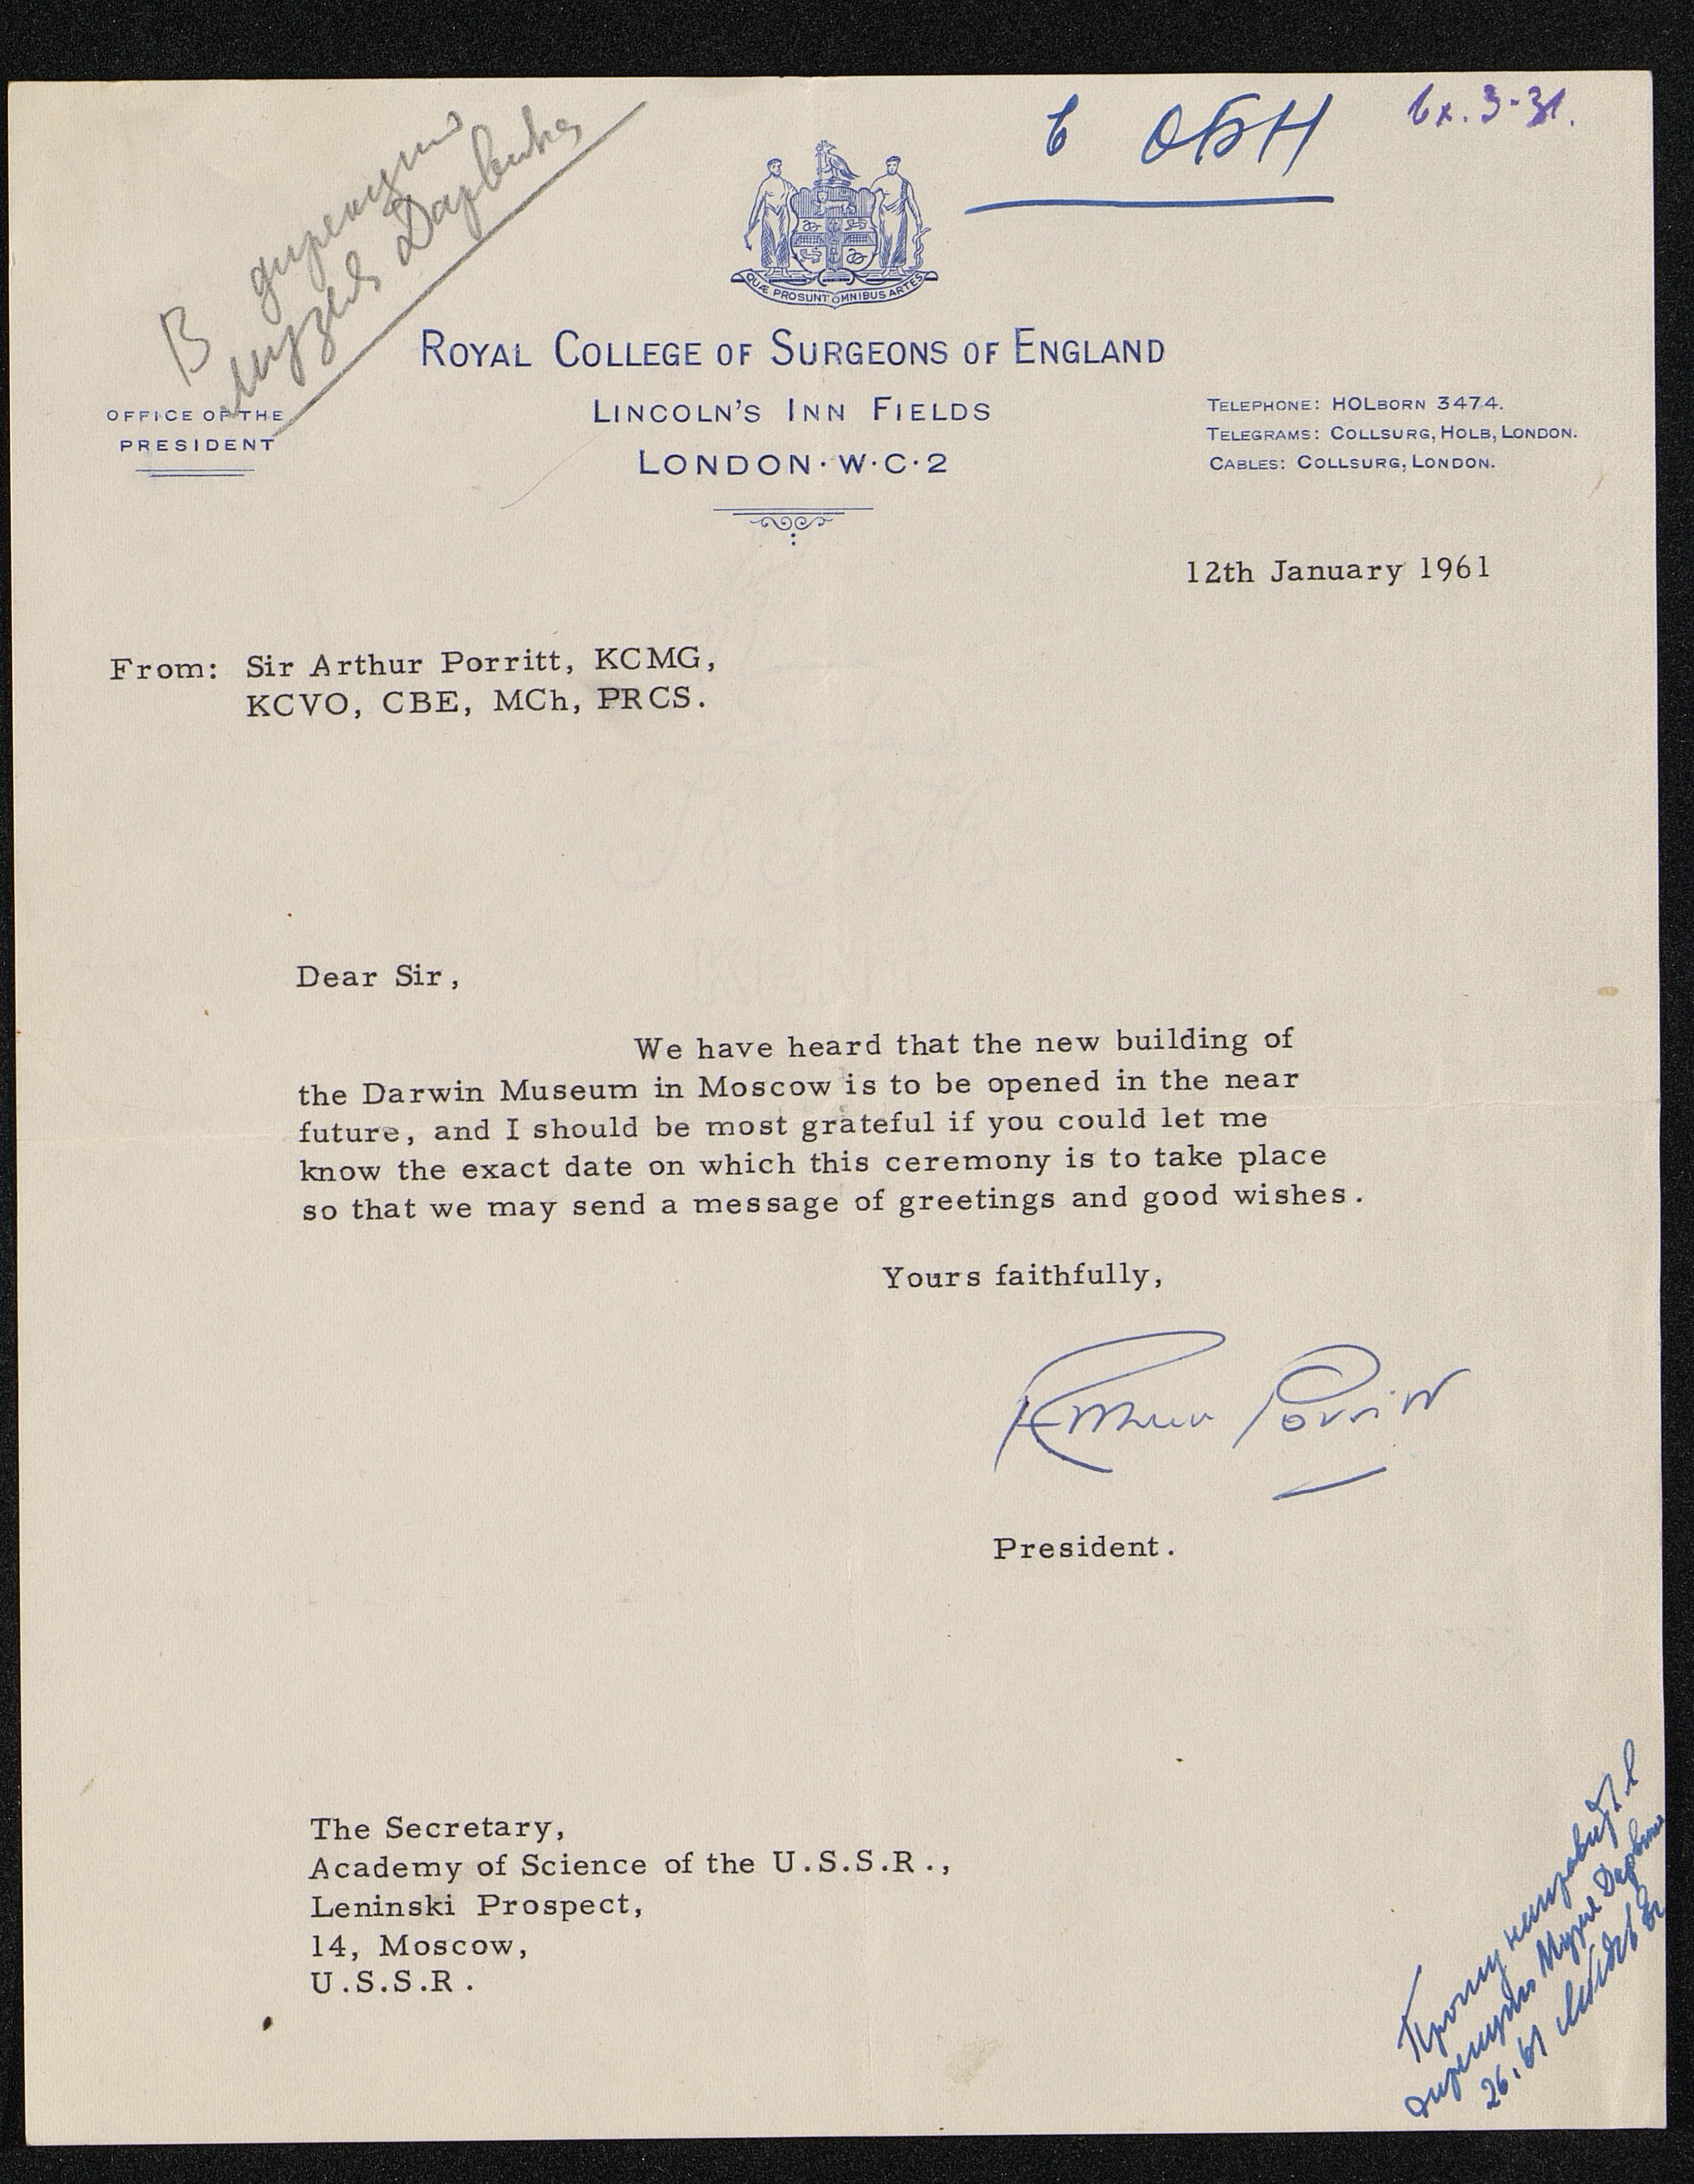 В дирекцию
музея Дарвина
в ОБН
вх. 3-31.
QUÆ PROSUNT OMNIBUS ARTES
ROYAL COLLEGE OF SURGEONS OF ENGLAND
LINCOLN'S INN FIELDS
LONDON·W·C·2
OFFICE OF THE
PRESIDENT
TELEPHONE: HOLBORN 3474.
TELEGRAMS: COLLSURG, HOLB, LONDON.
CABLES: COLLSURG, LONDON.
12th January 1961
From: Sir Arthur Porritt, KCMG,
KCVO, CBE, MCh, PRCS.
Dear Sir,
We have heard that the new building of
the Darwin Museum in Moscow is to be opened in the near
future, and I should be most grateful if you could let me
know the exact date on which this ceremony is to take place
so that we may send a message of greetings and good wishes.
Yours faithfully,
Arthur Porritt
President.
The Secretary,
Academy of Science of the U.S.S.R.,
Leninski Prospect,
14, Moscow,
U.S.S.R.
Прошу направить в
дирекцию Музея Дарвина